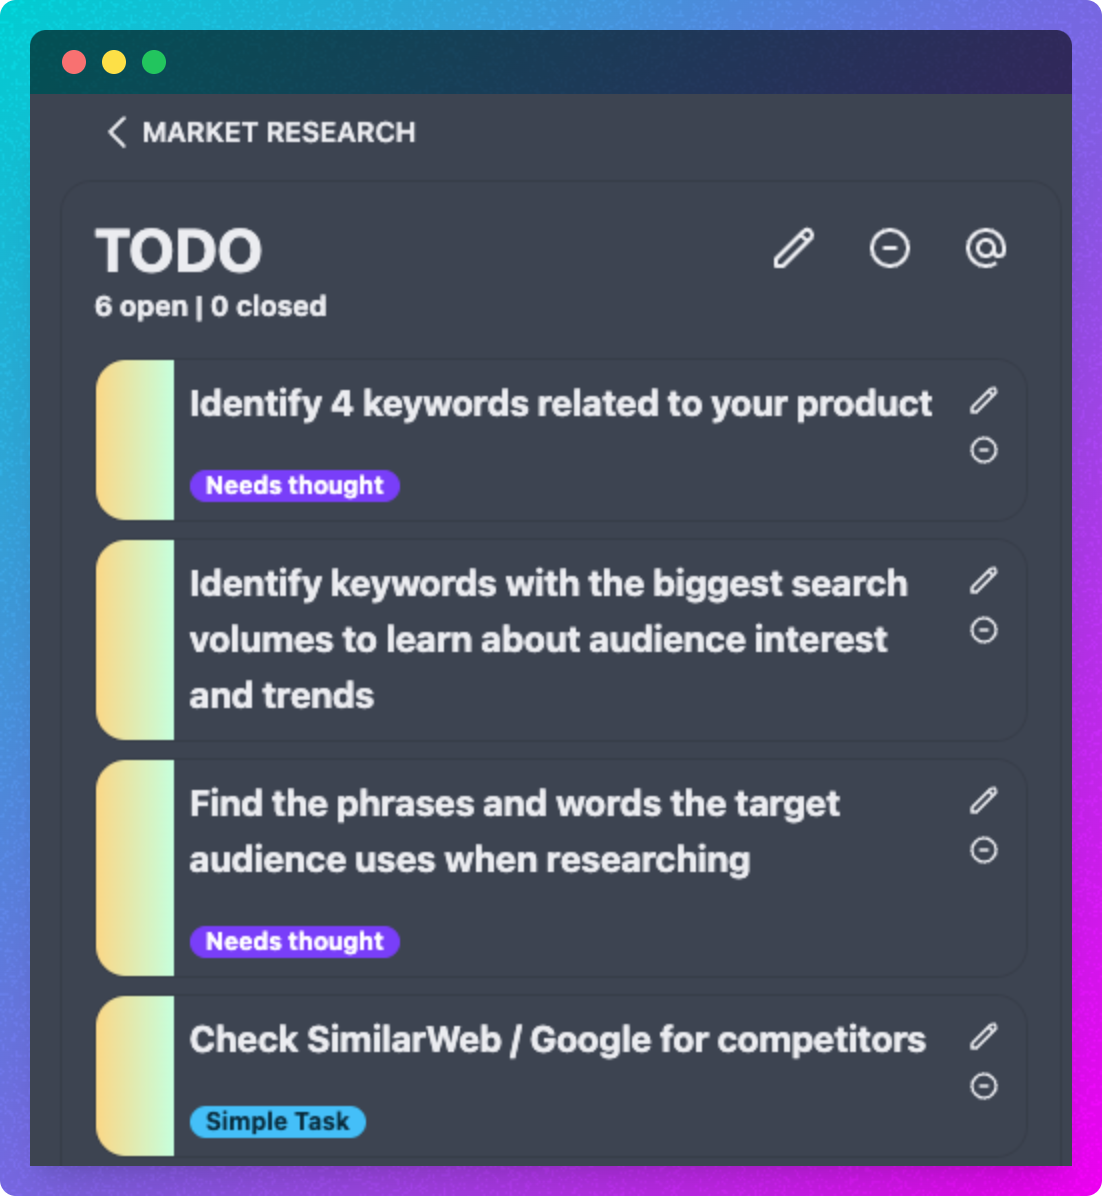 MARKET RESEARCH
TODO
6 open | 0 closed
Identify 4 keywords related to your product
Needs thought
Identify keywords with the biggest search
volumes to learn about audience interest
and trends
Find the phrases and words the target
audience uses when researching
Needs thought
Check SimilarWeb / Google for competitors
Simple Task